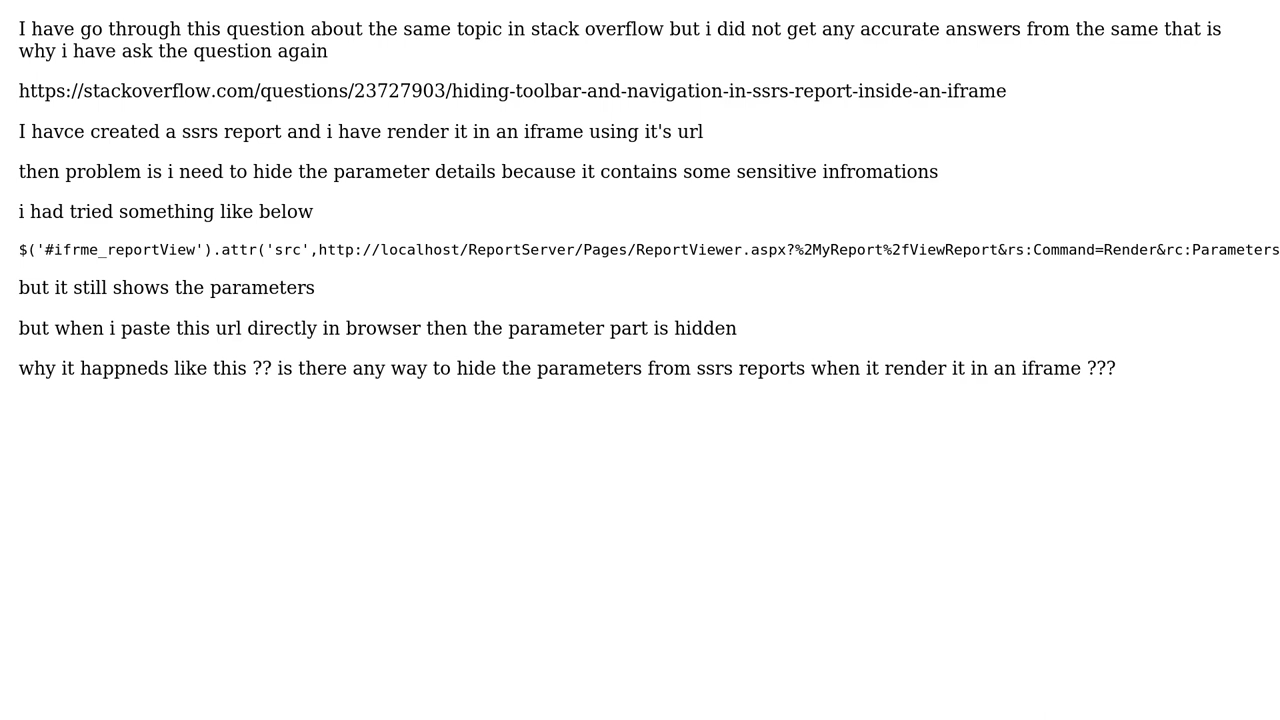 I have go through this question about the same topic in stack overflow but i did not get any accurate answers from the same that is
why i have ask the question again
https://stackoverflow.com/questions/23727903/hiding-toolbar-and-navigation-in-ssrs-report-inside-an-iframe
I havce created a ssrs report and i have render it in an iframe using it's url
then problem is i need to hide the parameter details because it contains some sensitive infromations
i had tried something like below
$('#ifrme_reportView').attr('src',http://localhost/ReportServer/Pages/ReportViewer.aspx?%2MyReport%2fViewReport&rs:Command=Render&rc:Parameters
but it still shows the parameters
but when i paste this url directly in browser then the parameter part is hidden
why it happneds like this ?? is there any way to hide the parameters from ssrs reports when it render it in an iframe ???